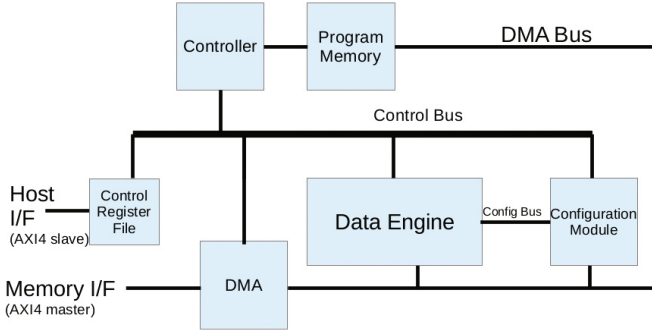 Controller
Program
Memory
DMA Bus
Control Bus
Host
I/F
(AXI4 slave)
Control
Register
File
Data Engine
Config Bus
Configuration
Module
Memory I/F
(AXI4 master)
DMA